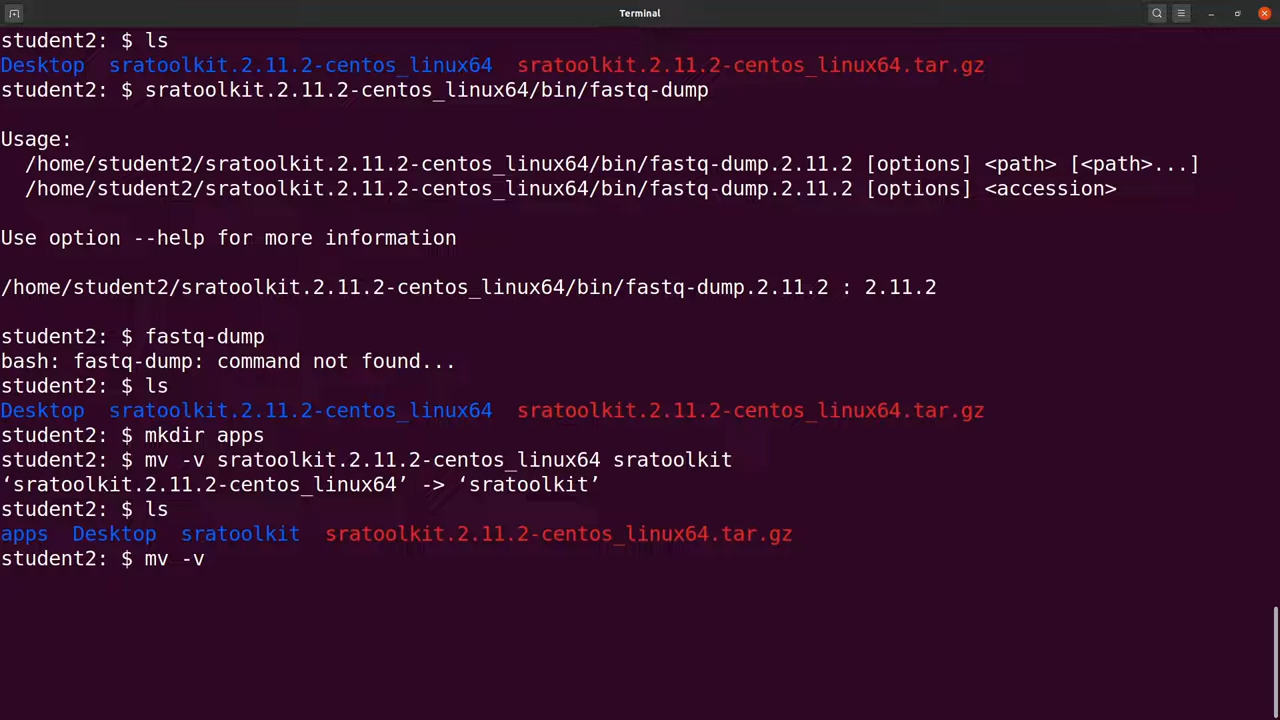 Terminal
student2: $ ls
Desktop  sratoolkit.2.11.2-centos_linux64  sratoolkit.2.11.2-centos_linux64.tar.gz
student2: $ sratoolkit.2.11.2-centos_linux64/bin/fastq-dump
Usage:
  /home/student2/sratoolkit.2.11.2-centos_linux64/bin/fastq-dump.2.11.2 [options] <path> [<path>...]
  /home/student2/sratoolkit.2.11.2-centos_linux64/bin/fastq-dump.2.11.2 [options] <accession>
Use option --help for more information
/home/student2/sratoolkit.2.11.2-centos_linux64/bin/fastq-dump.2.11.2 : 2.11.2
student2: $ fastq-dump
bash: fastq-dump: command not found...
student2: $ ls
Desktop  sratoolkit.2.11.2-centos_linux64  sratoolkit.2.11.2-centos_linux64.tar.gz
student2: $ mkdir apps
student2: $ mv -v sratoolkit.2.11.2-centos_linux64 sratoolkit
‘sratoolkit.2.11.2-centos_linux64’ -> ‘sratoolkit’
student2: $ ls
apps  Desktop  sratoolkit  sratoolkit.2.11.2-centos_linux64.tar.gz
student2: $ mv -v